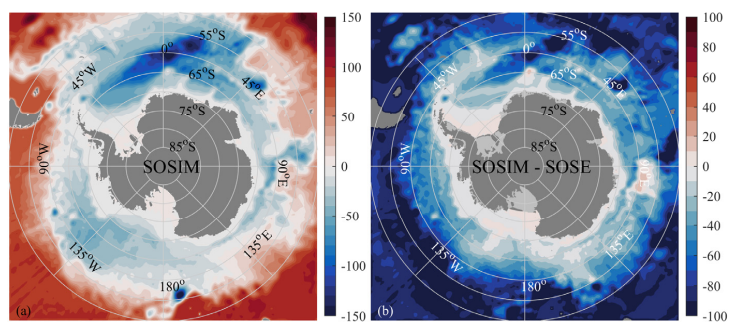 150
100
50
0
-50
-100
-150
55°S
0°
65°S
45°W
45°E
75°S
85°S
SOSIM
90°W
90°E
135°W
135°E
180°
(a)
100
80
60
40
20
0
-20
-40
-60
-80
-100
55°S
0°
65°S
45°W
45°E
75°S
85°S
SOSIM - SOSE
90°W
90°E
135°W
135°E
180°
(b)